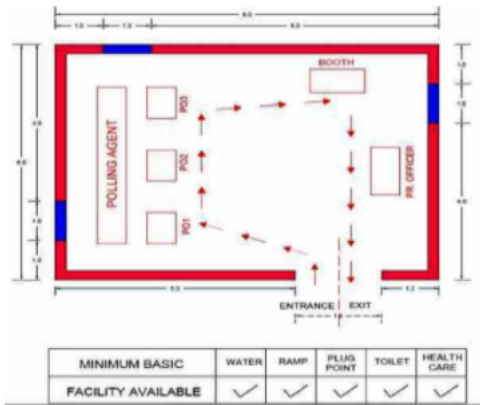 BOOTH
POLLING AGENT
PO3
PO2
PO1
PR. OFFICER
ENTRANCE EXIT
MINIMUM BASIC WATER RAMP PLUG POINT TOILET HEALTH CARE
FACILITY AVAILABLE